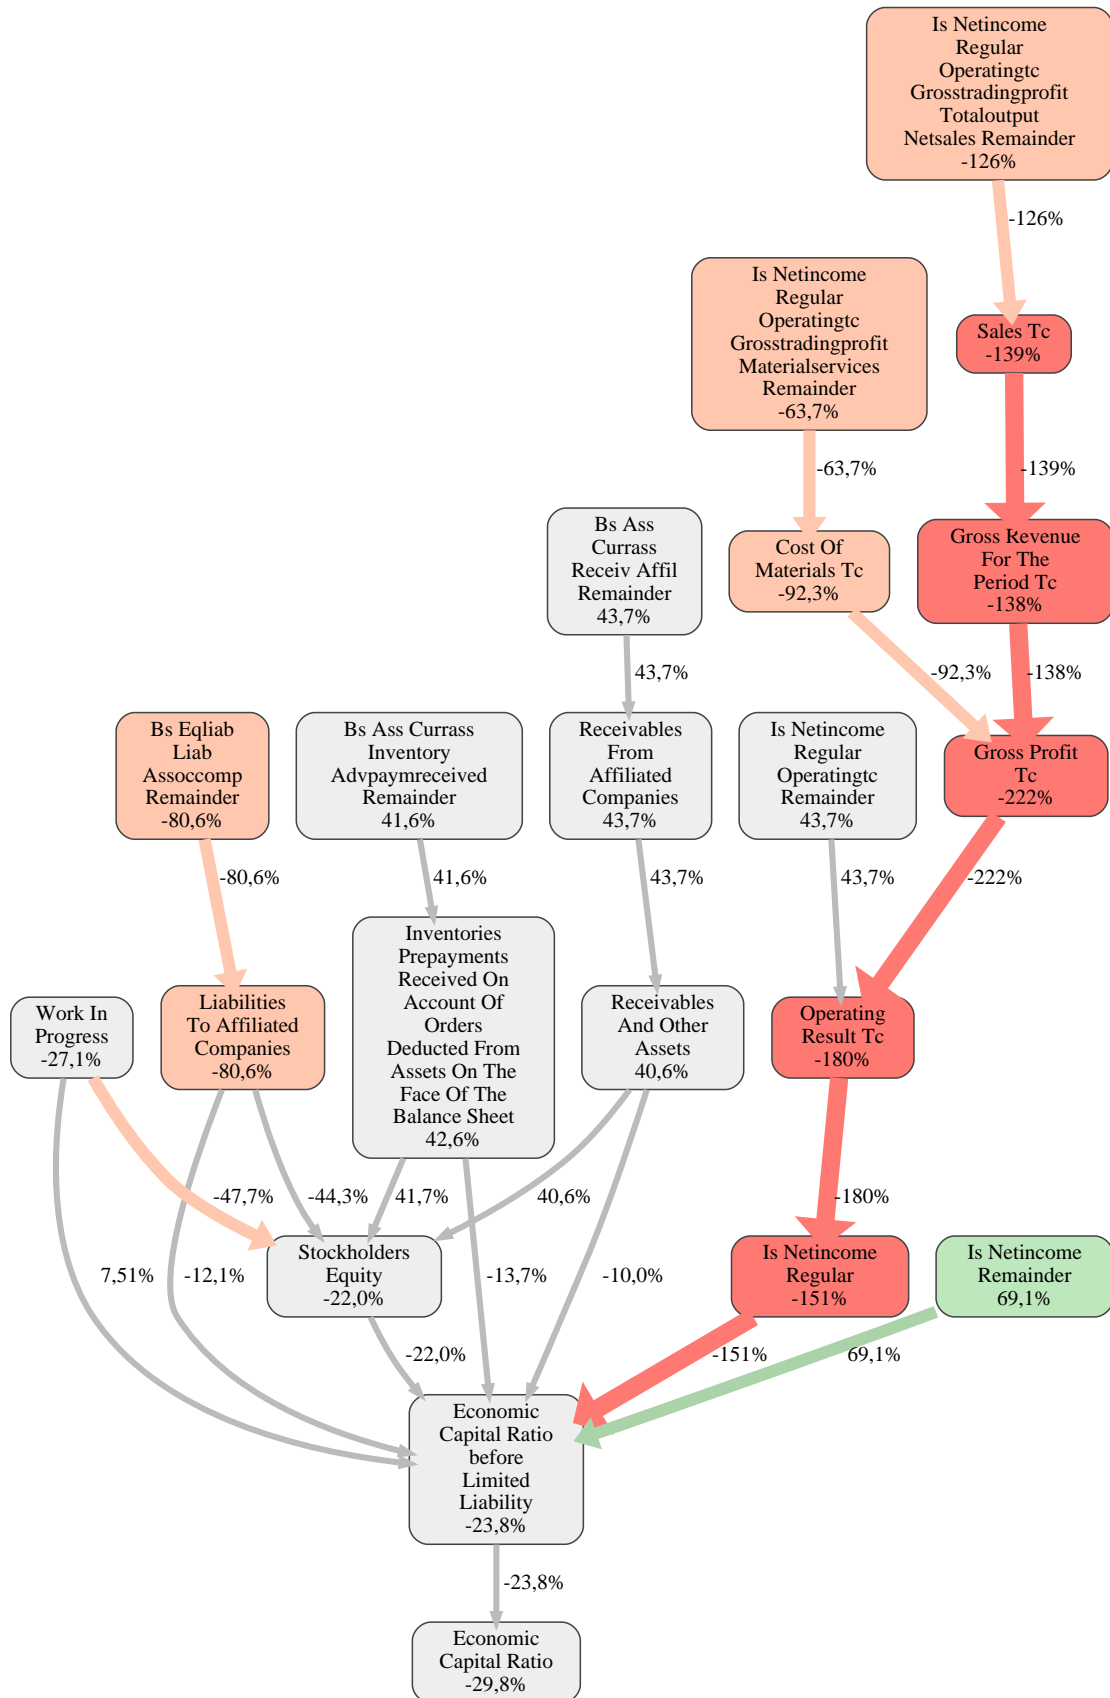 Is Netincome
Regular
Operatingtc
Grosstradingprofit
Totaloutput
Netsales Remainder
-126%
-126%
Is Netincome
Regular
Operatingtc
Grosstradingprofit
Materialservices
Remainder
-63,7%
Sales Tc
-139%
-63,7%
-139%
Bs Ass
Currass
Receiv Affil
Remainder
43,7%
Cost Of
Materials Tc
-92,3%
Gross Revenue
For The
Period Tc
-138%
43,7%
-92,3%
-138%
Bs Eqliab
Liab
Assoccomp
Remainder
-80,6%
Bs Ass Currass
Inventory
Advpaymreceived
Remainder
41,6%
Receivables
From
Affiliated
Companies
43,7%
Is Netincome
Regular
Operatingtc
Remainder
43,7%
Gross Profit
Tc
-222%
-80,6%
41,6%
43,7%
43,7%
-222%
Work In
Progress
-27,1%
Liabilities
To Affiliated
Companies
-80,6%
Inventories
Prepayments
Received On
Account Of
Orders
Deducted From
Assets On The
Face Of The
Balance Sheet
42,6%
Receivables
And Other
Assets
40,6%
Operating
Result Tc
-180%
-47,7%
-44,3%
41,7%
40,6%
-180%
7,51%
-12,1%
Stockholders
Equity
-22,0%
-13,7%
-10,0%
Is Netincome
Regular
-151%
Is Netincome
Remainder
69,1%
-22,0%
-151%
69,1%
Economic
Capital Ratio
before
Limited
Liability
-23,8%
-23,8%
Economic
Capital Ratio
-29,8%